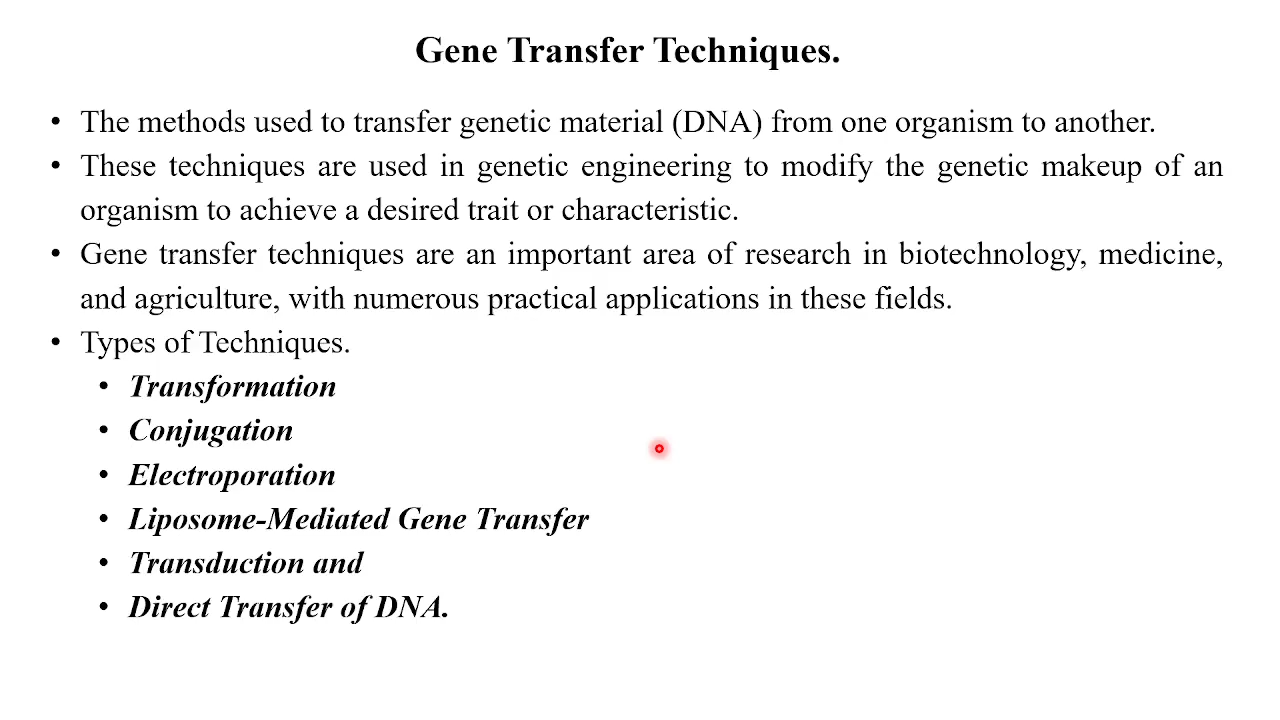 Gene Transfer Techniques.
• The methods used to transfer genetic material (DNA) from one organism to another.
• These techniques are used in genetic engineering to modify the genetic makeup of an
organism to achieve a desired trait or characteristic.
• Gene transfer techniques are an important area of research in biotechnology, medicine,
and agriculture, with numerous practical applications in these fields.
• Types of Techniques.
• Transformation
• Conjugation
• Electroporation
• Liposome-Mediated Gene Transfer
• Transduction and
• Direct Transfer of DNA.